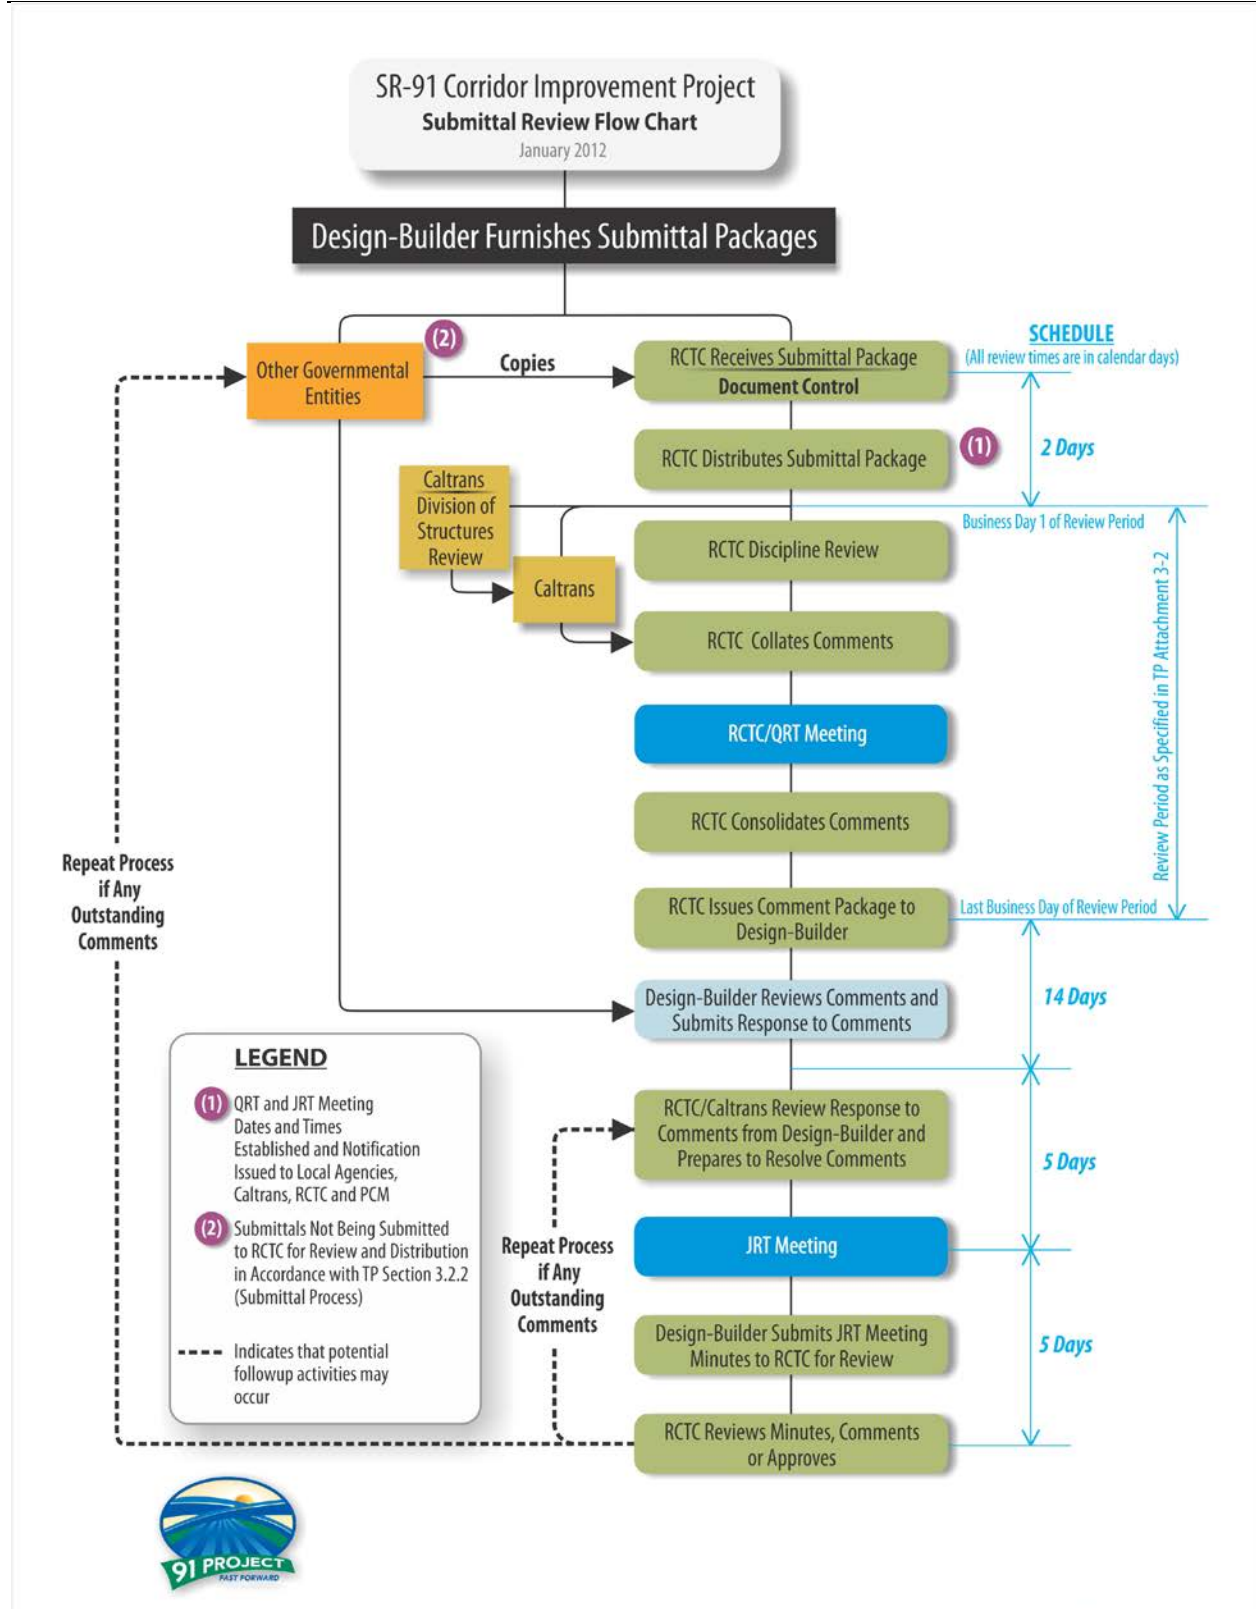 SR-91 Corridor Improvement Project
Submittal Review Flow Chart
January 2012
Design-Builder Furnishes Submittal Packages
(2)
Other Governmental
Entities
Copies
RCTC Receives Submittal Package
Document Control
SCHEDULE
(All review times are in calendar days)
RCTC Distributes Submittal Package
(1)
2 Days
Caltrans
Division of
Structures
Review
Business Day 1 of Review Period
RCTC Discipline Review
Caltrans
RCTC Collates Comments
RCTC/QRT Meeting
RCTC Consolidates Comments
Review Period as Specified in TP Attachment 3-2
Repeat Process
if Any
Outstanding
Comments
RCTC Issues Comment Package to
Design-Builder
Last Business Day of Review Period
Design-Builder Reviews Comments and
Submits Response to Comments
14 Days
LEGEND
(1) QRT and JRT Meeting
Dates and Times
Established and Notification
Issued to Local Agencies,
Caltrans, RCTC and PCM
(2) Submittals Not Being Submitted
to RCTC for Review and Distribution
in Accordance with TP Section 3.2.2
(Submittal Process)
Indicates that potential
followup activities may
occur
RCTC/Caltrans Review Response to
Comments from Design-Builder and
Prepares to Resolve Comments
5 Days
Repeat Process
if Any
Outstanding
Comments
JRT Meeting
Design-Builder Submits JRT Meeting
Minutes to RCTC for Review
5 Days
RCTC Reviews Minutes, Comments
or Approves
91 PROJECT
FAST FORWARD